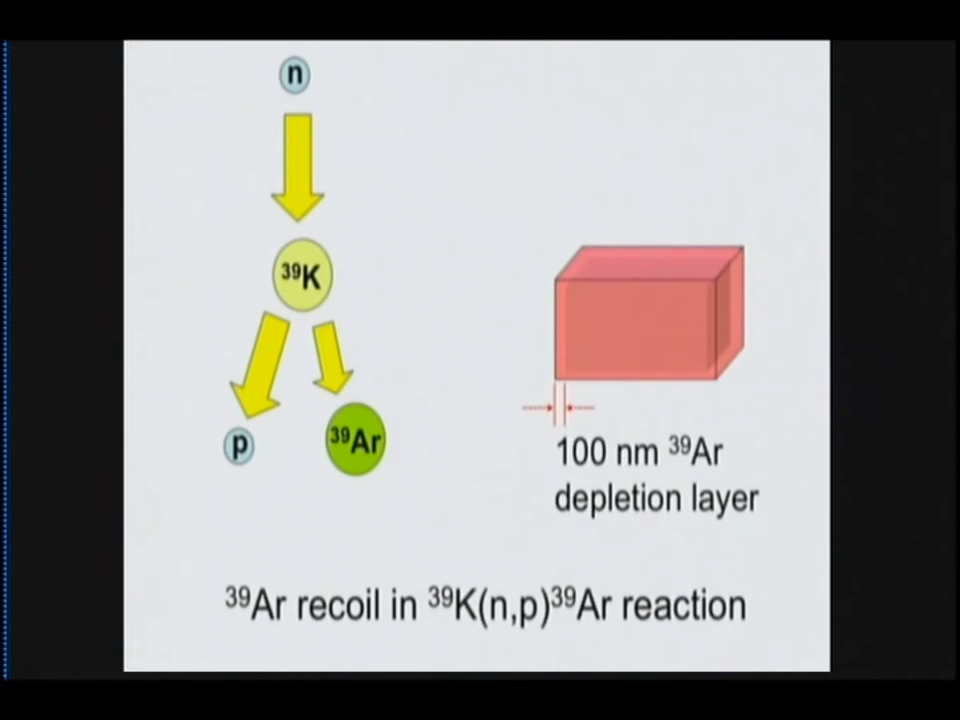 n
³⁹K
p
³⁹Ar
100 nm ³⁹Ar
depletion layer
³⁹Ar recoil in ³⁹K(n,p)³⁹Ar reaction